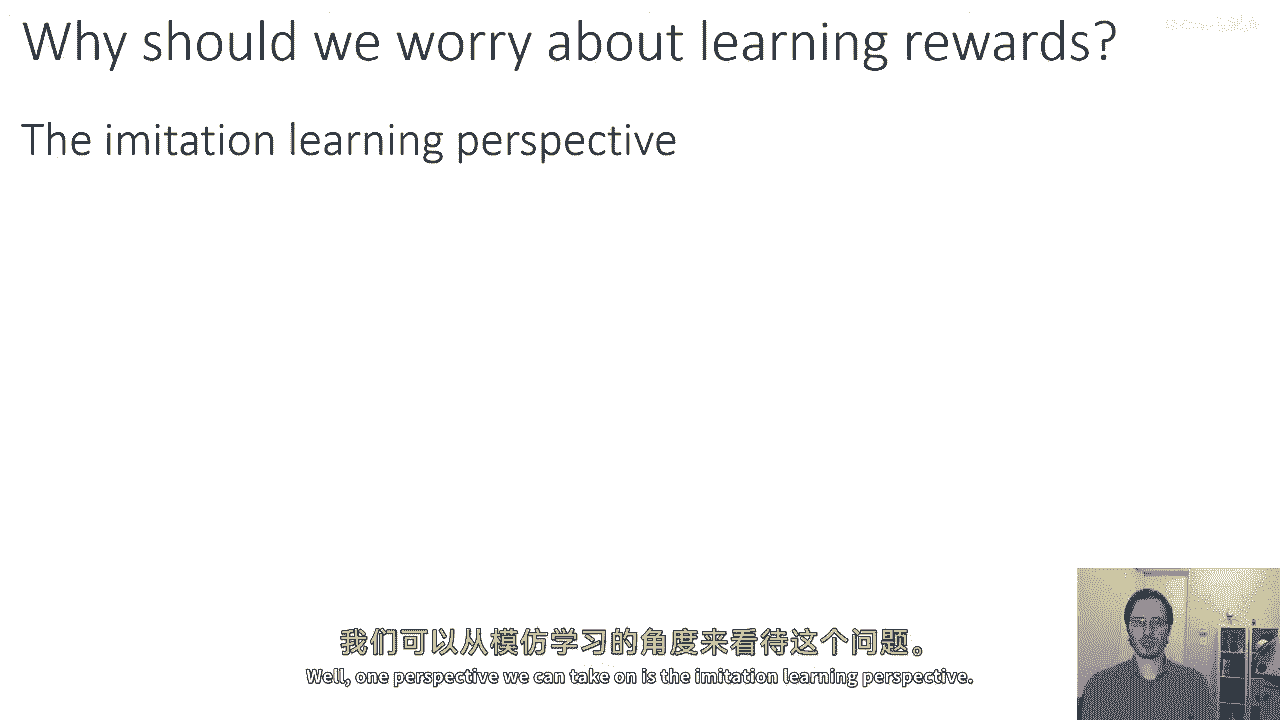 Why should we worry about learning rewards?
The imitation learning perspective
我们可以从模仿学习的角度来看待这个问题。
Well, one perspective we can take on is the imitation learning perspective.